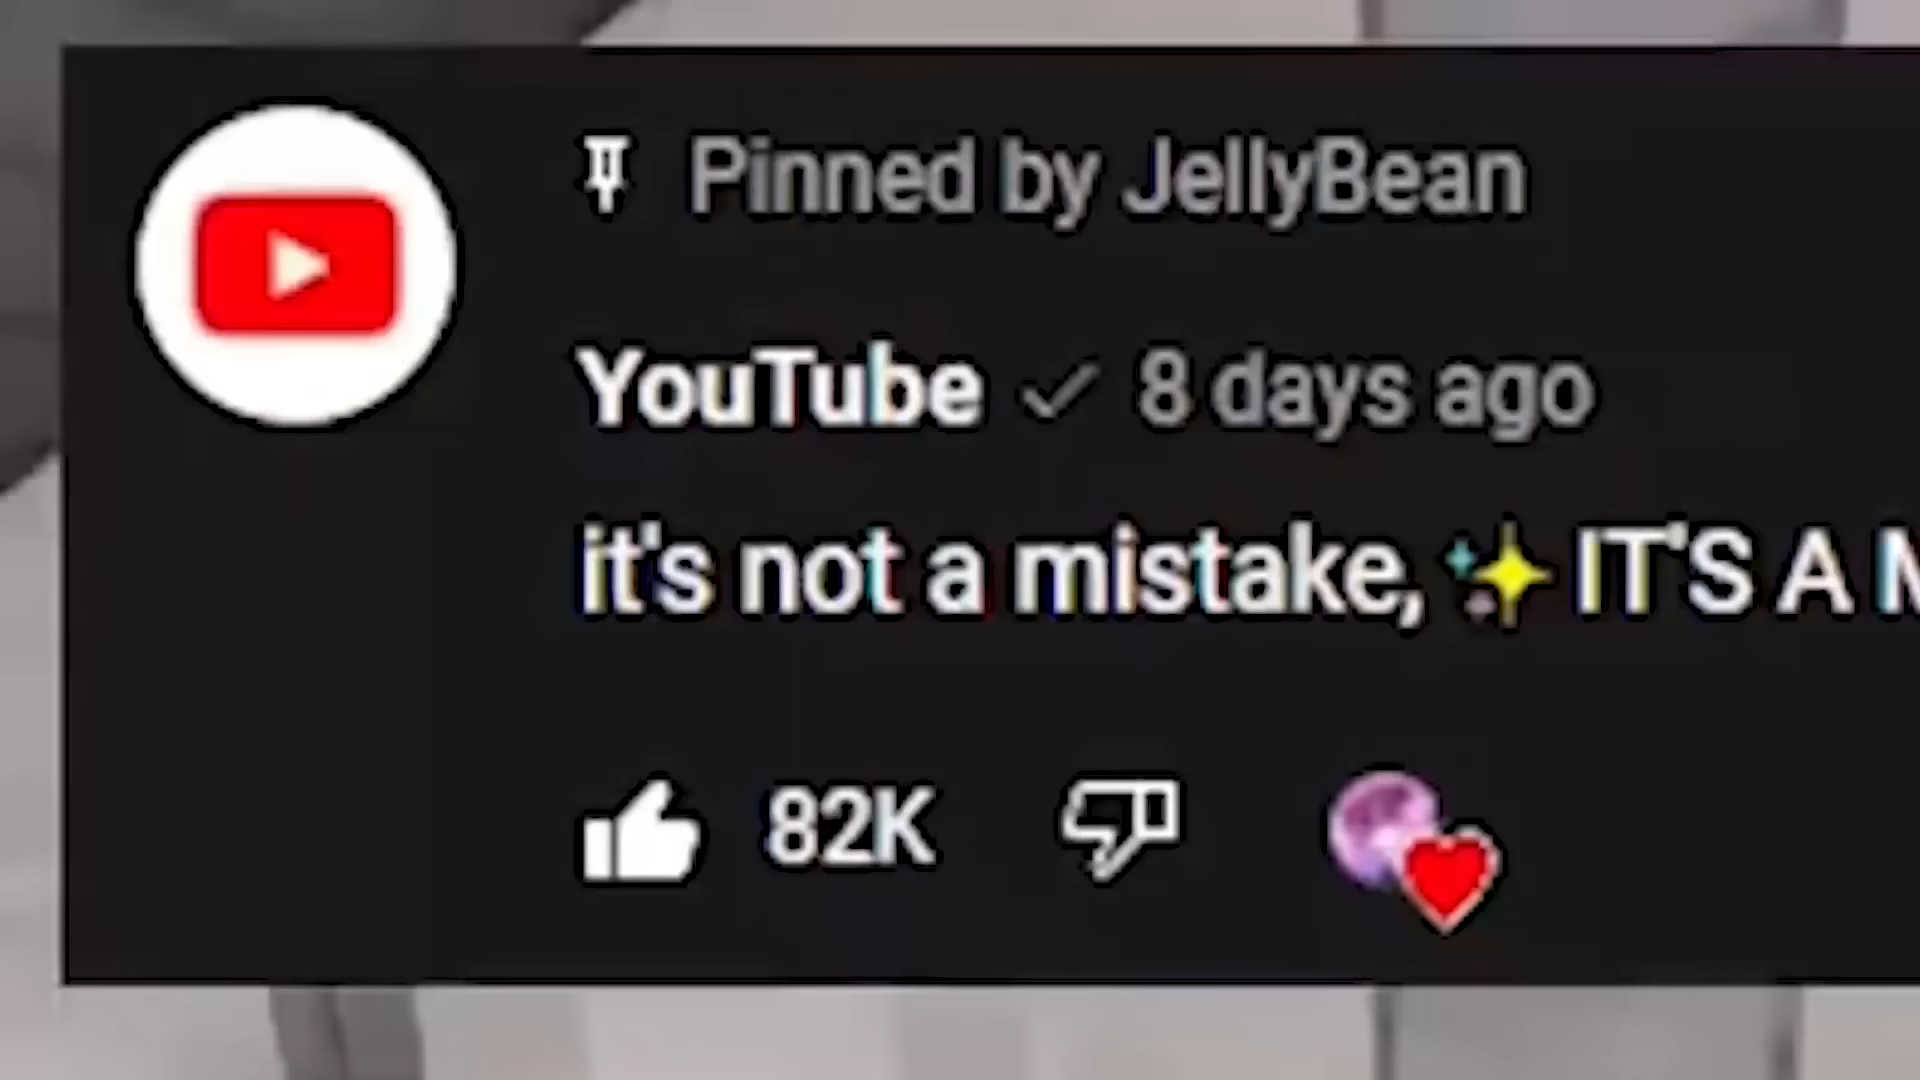 Pinned by JellyBean
YouTube 8 days ago
it's not a mistake, ✨ IT'S A
82K